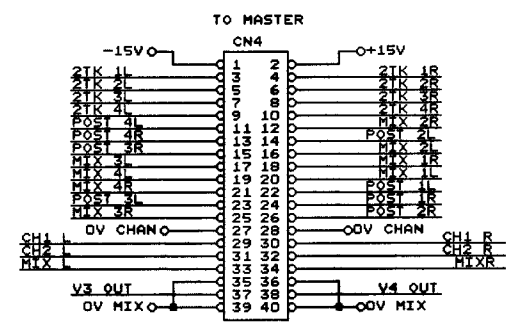 TO MASTER
CN4
-15V 1 2 +15V
2TK 1L 3 4 2TK 1R
2TK 2L 5 6 2TK 2R
2TK 3L 7 8 2TK 3R
2TK 4L 9 10 2TK 4R
POST 4L 11 12 MIX 2R
POST 4R 13 14 POST 2L
POST 3R 15 16 MIX 2L
MIX 3L 17 18 MIX 1R
MIX 4L 19 20 MIX 1L
MIX 4R 21 22 POST 1L
POST 3L 23 24 POST 1R
MIX 3R 25 26 POST 2R
0V CHAN 27 28 0V CHAN
CH1 L 29 30 CH1 R
CH2 L 31 32 CH2 R
MIX L 33 34 MIXR
35 36
V3 OUT 37 38 V4 OUT
0V MIX 39 40 0V MIX